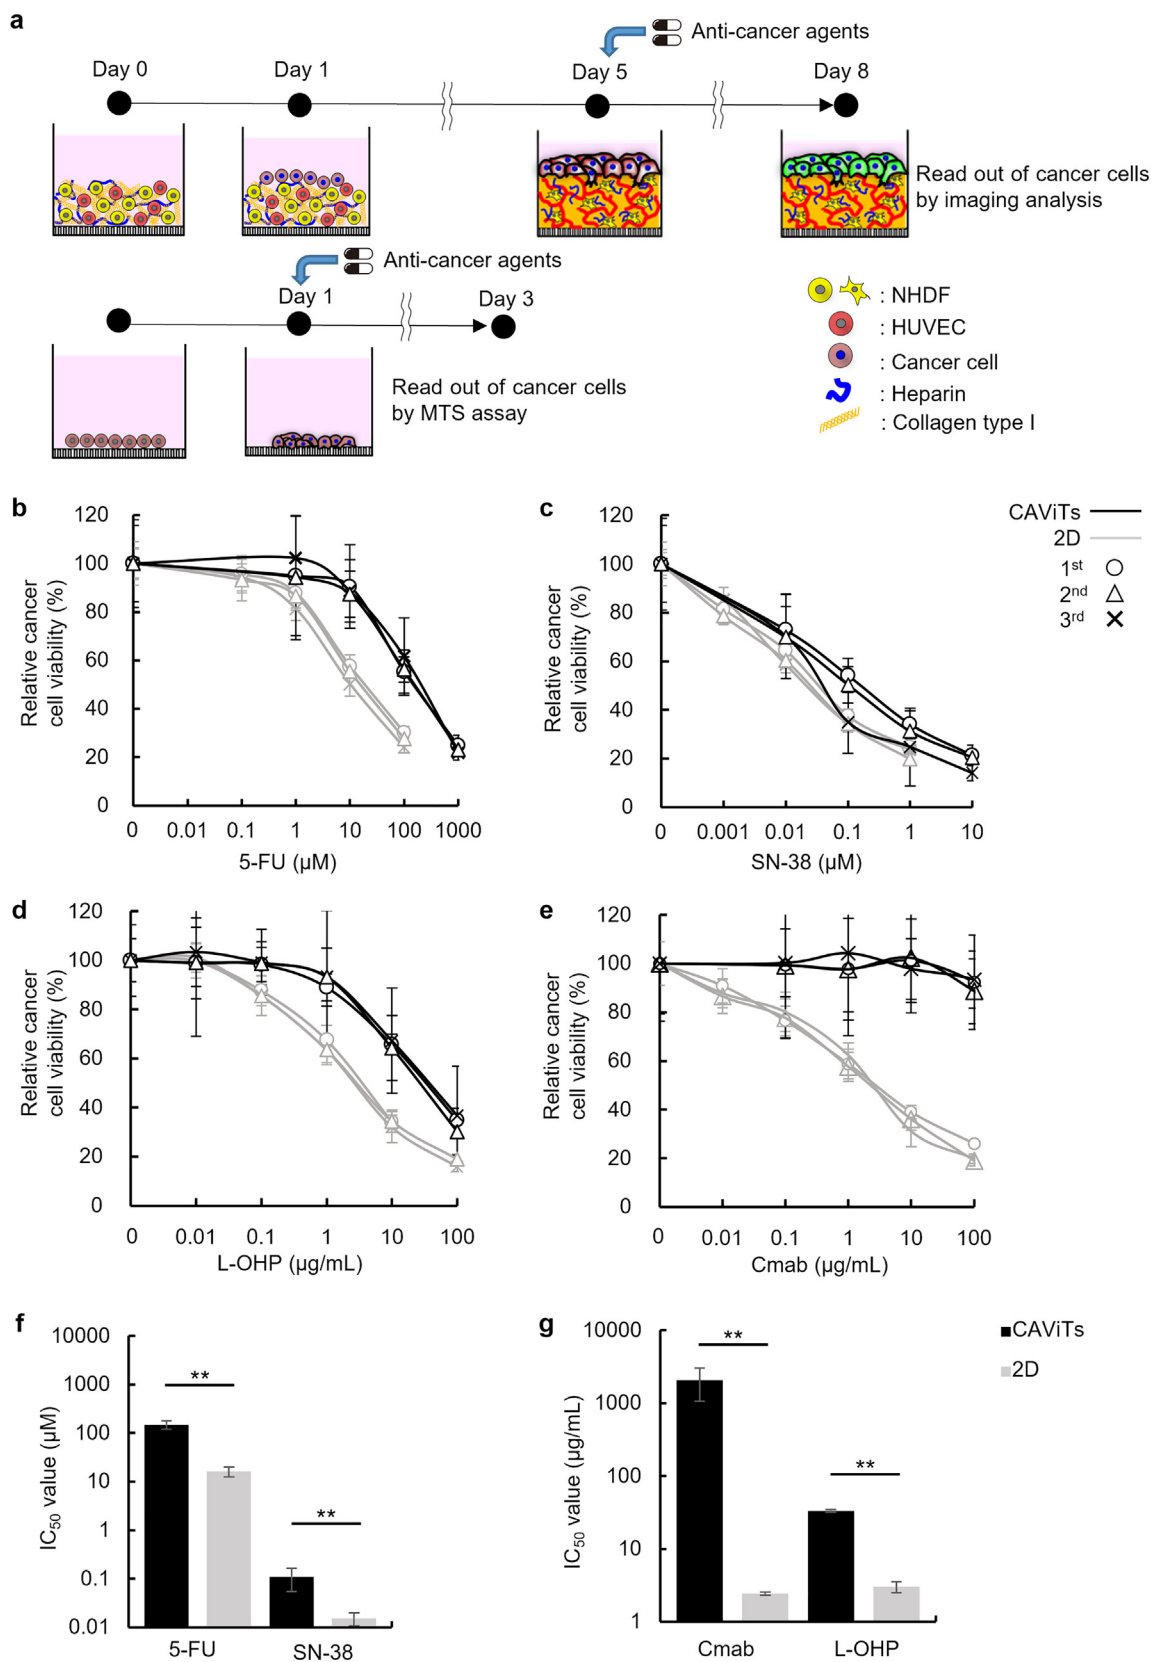 a
Anti-cancer agents
Day 0
Day 1
Day 5
Day 8
Read out of cancer cells
by imaging analysis
Anti-cancer agents
Day 1
Day 3
Read out of cancer cells
by MTS assay
: NHDF
: HUVEC
: Cancer cell
: Heparin
: Collagen type I
b
Relative cancer
cell viability (%)
120
100
80
60
40
20
0
0 0.01 0.1 1 10 100 1000
5-FU (µM)
c
Relative cancer
cell viability (%)
120
100
80
60
40
20
0
0 0.001 0.01 0.1 1 10
SN-38 (µM)
CAViTs
2D
1st
2nd
3rd
d
Relative cancer
cell viability (%)
120
100
80
60
40
20
0
0 0.01 0.1 1 10 100
L-OHP (µg/mL)
e
Relative cancer
cell viability (%)
120
100
80
60
40
20
0
0 0.01 0.1 1 10 100
Cmab (µg/mL)
f
IC50 value (µM)
10000
1000
100
10
1
0.1
0.01
**
**
5-FU SN-38
g
IC50 value (µg/mL)
10000
1000
100
10
1
**
**
Cmab L-OHP
CAViTs
2D